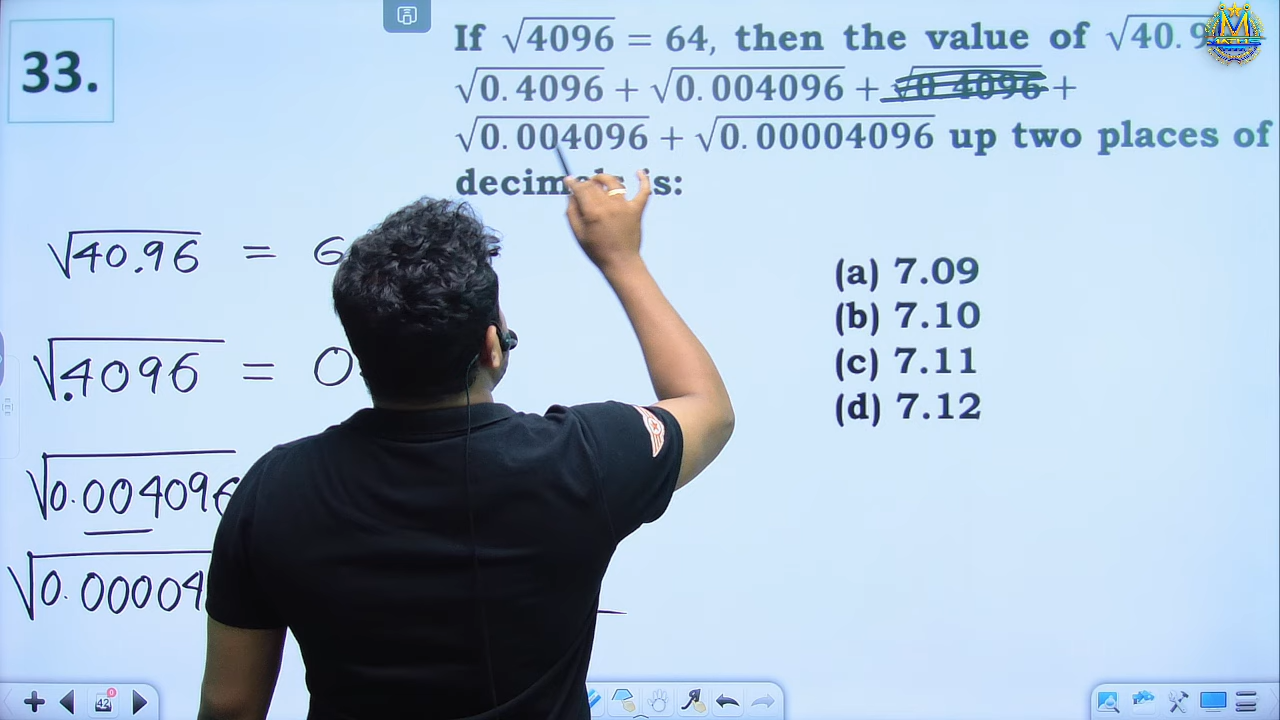 33.
If √4096 = 64, then the value of √40.9
√0.4096 + √0.004096 + √0.4096 +
√0.004096 + √0.00004096 up two places of
decimals is:
(a) 7.09
(b) 7.10
(c) 7.11
(d) 7.12
√40.96 = 6
√.4096 = 0
√0.004096
√0.00004
42
M